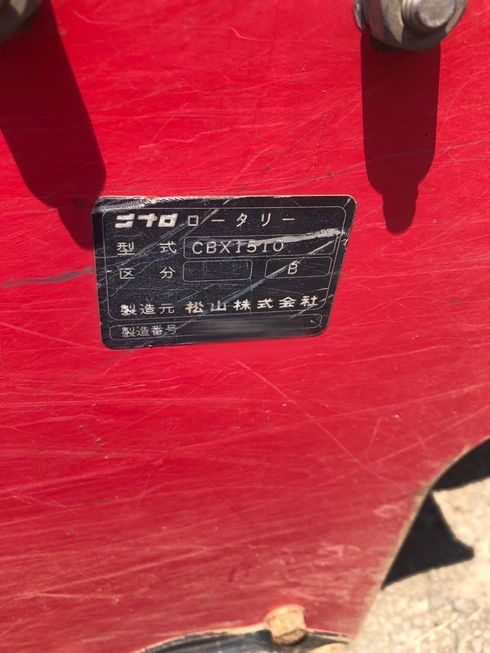 ニプロ ロータリー
型式 CBX1510
区分 B
製造元 松山株式会社
製造番号